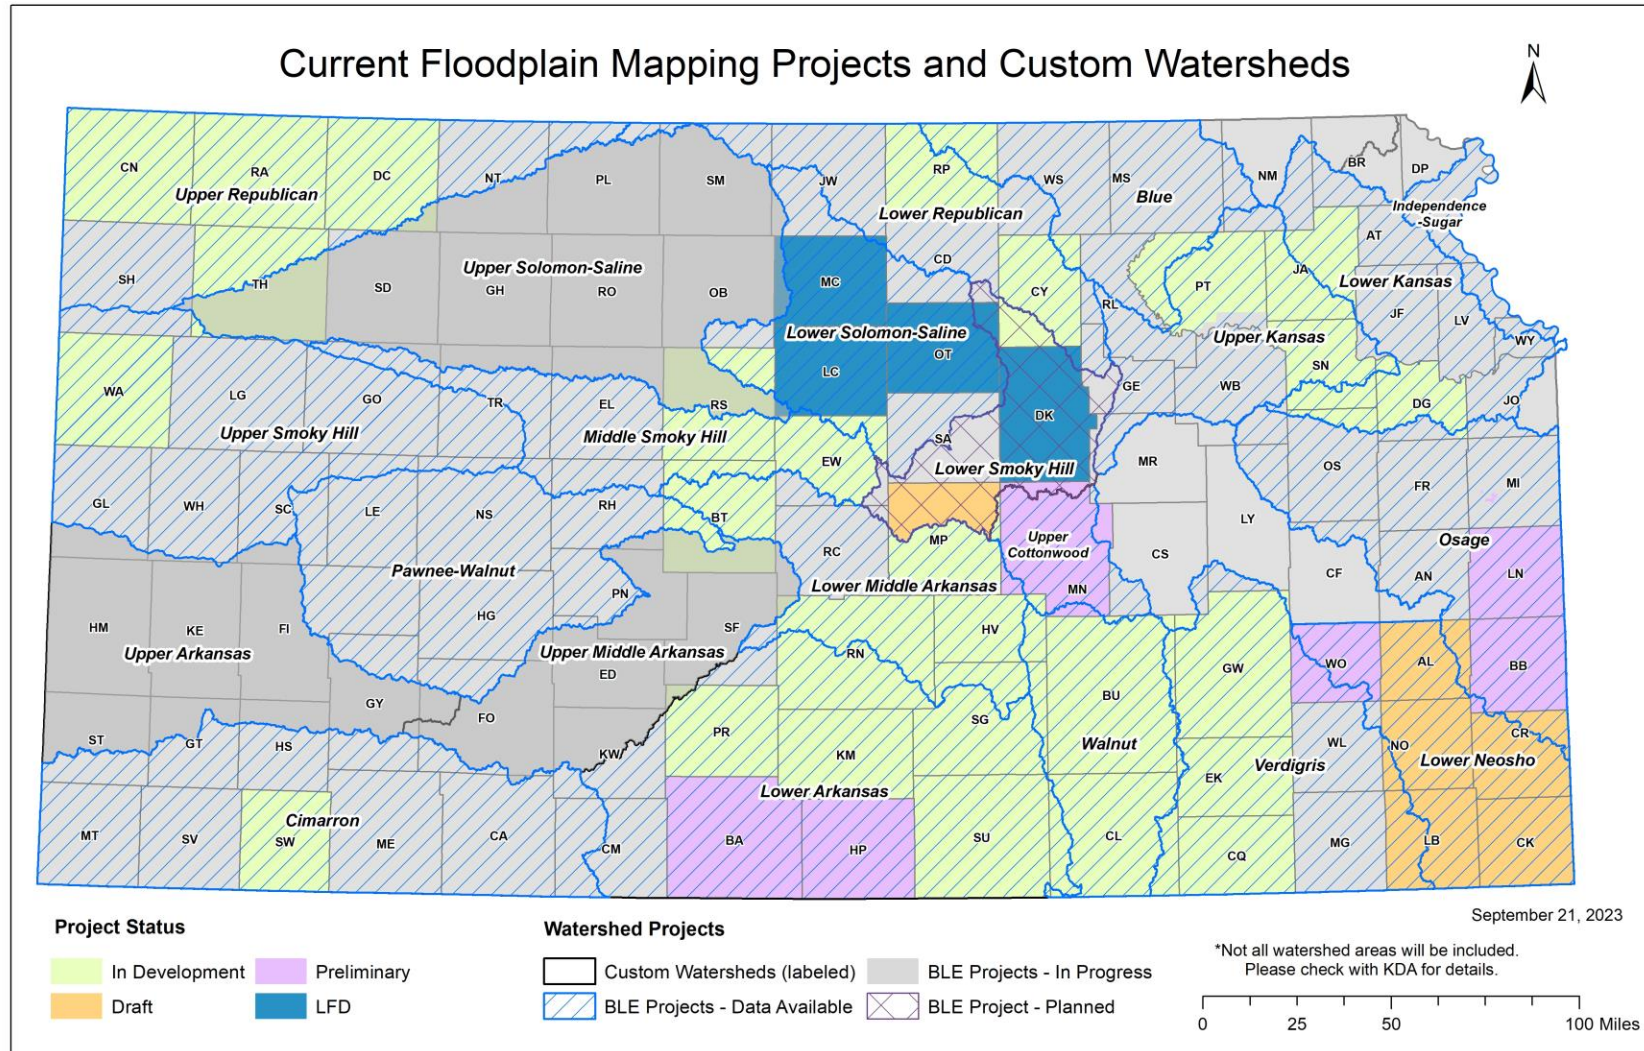 Current Floodplain Mapping Projects and Custom Watersheds
N
CN
RA
DC
NT
PL
SM
JW
RP
WS
MS
NM
BR
DP
Upper Republican
Lower Republican
Blue
Independence
-Sugar
SH
TH
SD
GH
RO
OB
MC
CD
CY
RL
PT
JA
AT
JF
LV
WY
Upper Solomon-Saline
Lower Solomon-Saline
Lower Kansas
Upper Kansas
WA
LG
GO
TR
EL
RS
LC
OT
DK
GE
WB
SN
DG
JO
Upper Smoky Hill
Middle Smoky Hill
EW
SA
Lower Smoky Hill
MR
OS
FR
MI
GL
WH
SC
LE
NS
RH
BT
RC
MP
Upper
Cottonwood
MN
CS
LY
CF
AN
Osage
LN
Pawnee-Walnut
Lower Middle Arkansas
HM
KE
FI
HG
PN
SF
RN
HV
Upper Arkansas
Upper Middle Arkansas
ED
GY
FO
ST
GT
HS
KW
PR
KM
SG
BU
GW
WO
AL
BB
Walnut
EK
Verdigris
WL
NO
CR
Lower Neosho
Lower Arkansas
Cimarron
MT
SV
SW
ME
CA
CM
BA
HP
SU
CL
CQ
MG
LB
CK
September 21, 2023
Project Status
In Development
Preliminary
Draft
LFD
Watershed Projects
Custom Watersheds (labeled)
BLE Projects - In Progress
BLE Projects - Data Available
BLE Project - Planned
*Not all watershed areas will be included.
Please check with KDA for details.
0 25 50 100 Miles